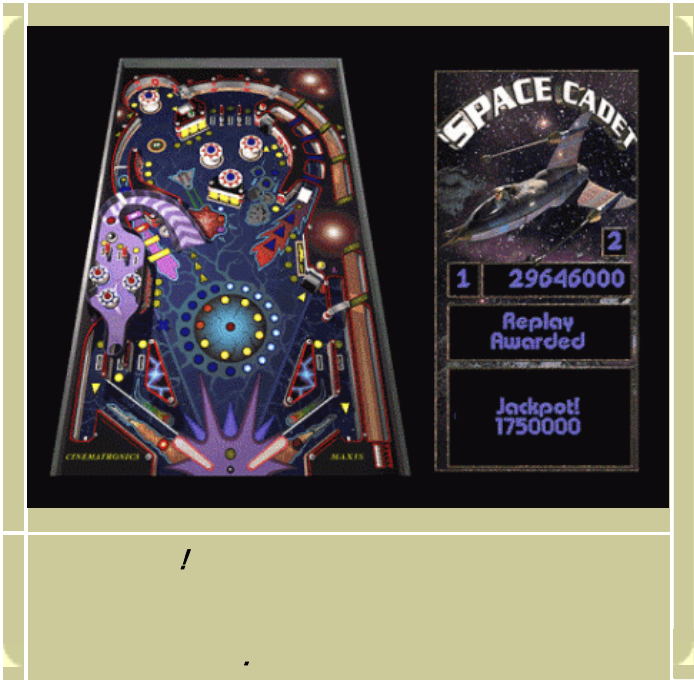 SPACE CADET
2
1 29646000
Replay
Awarded
Jackpot!
1750000
CINEMATRONICS
MAXIS
!
.